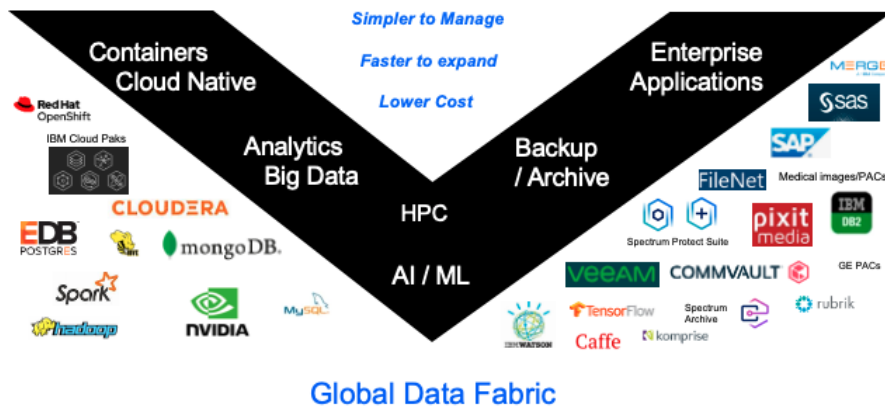 Simpler to Manage
Faster to expand
Lower Cost
Containers
Cloud Native
Analytics
Big Data
HPC
AI / ML
Backup
/ Archive
Enterprise
Applications
Red Hat
OpenShift
IBM Cloud Paks
CLOUDERA
EDB
POSTGRES
HIVE
mongoDB.
Spark
hadoop
NVIDIA
MySQL
MERGE
sas
SAP
FileNet
Medical images/PACs
Spectrum Protect Suite
pixit
media
IBM
DB2
veeAM
COMMVAULT
GE PACs
IBM WATSON
TensorFlow
Caffe
Spectrum
Archive
komprise
rubrik
Global Data Fabric